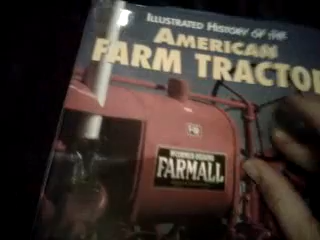 ILLUSTRATED HISTORY OF THE
AMERICAN
FARM TRACTOR
FARMALL